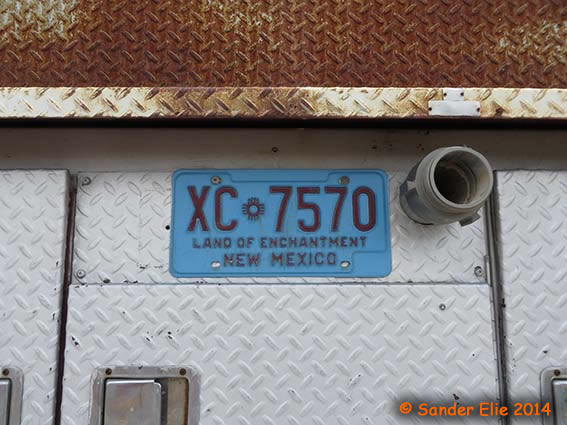 XC 7570
LAND OF ENCHANTMENT
NEW MEXICO
© Sander Elie 2014